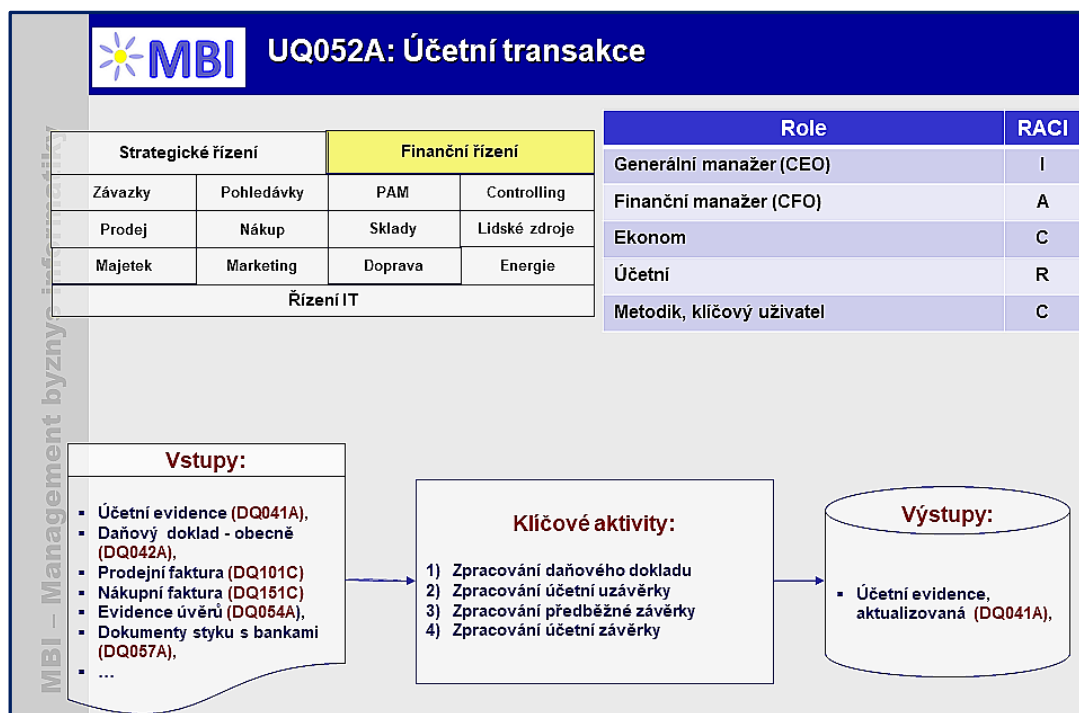 MBI
UQ052A: Účetní transakce
MBI – Management byznys informatiky
Strategické řízení
Finanční řízení
Závazky
Pohledávky
PAM
Controlling
Prodej
Nákup
Sklady
Lidské zdroje
Majetek
Marketing
Doprava
Energie
Řízení IT
Role
RACI
Generální manažer (CEO)
I
Finanční manažer (CFO)
A
Ekonom
C
Účetní
R
Metodik, klíčový uživatel
C
Vstupy:
▪ Účetní evidence (DQ041A),
▪ Daňový doklad - obecně
(DQ042A),
▪ Prodejní faktura (DQ101C)
▪ Nákupní faktura (DQ151C)
▪ Evidence úvěrů (DQ054A),
▪ Dokumenty styku s bankami
(DQ057A),
▪ ...
Klíčové aktivity:
1) Zpracování daňového dokladu
2) Zpracování účetní uzávěrky
3) Zpracování předběžné závěrky
4) Zpracování účetní závěrky
Výstupy:
▪ Účetní evidence,
aktualizovaná (DQ041A),